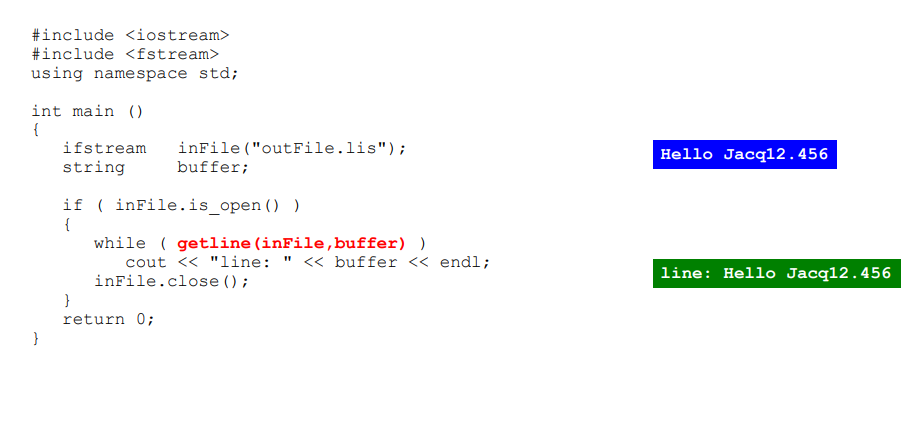 #include <iostream>
#include <fstream>
using namespace std;
int main ()
{
ifstream inFile("outFile.lis");
string buffer;
if ( inFile.is_open() )
{
while ( getline(inFile,buffer) )
cout << "line: " << buffer << endl;
inFile.close();
}
return 0;
}
Hello Jacq12.456
line: Hello Jacq12.456